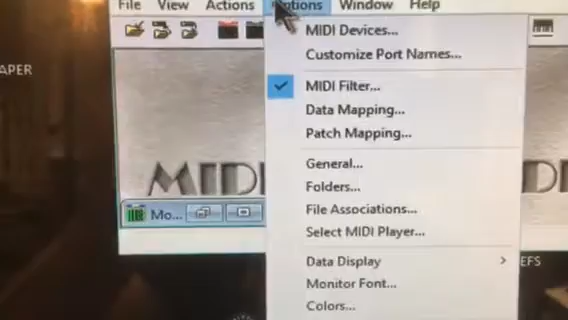 File View Actions Options Window Help
MIDI Devices...
Customize Port Names...
APER
MIDI Filter...
Data Mapping...
Patch Mapping...
General...
MIDI
Folders...
File Associations...
Mo...
Select MIDI Player...
Data Display
EFS
Monitor Font...
Colors...